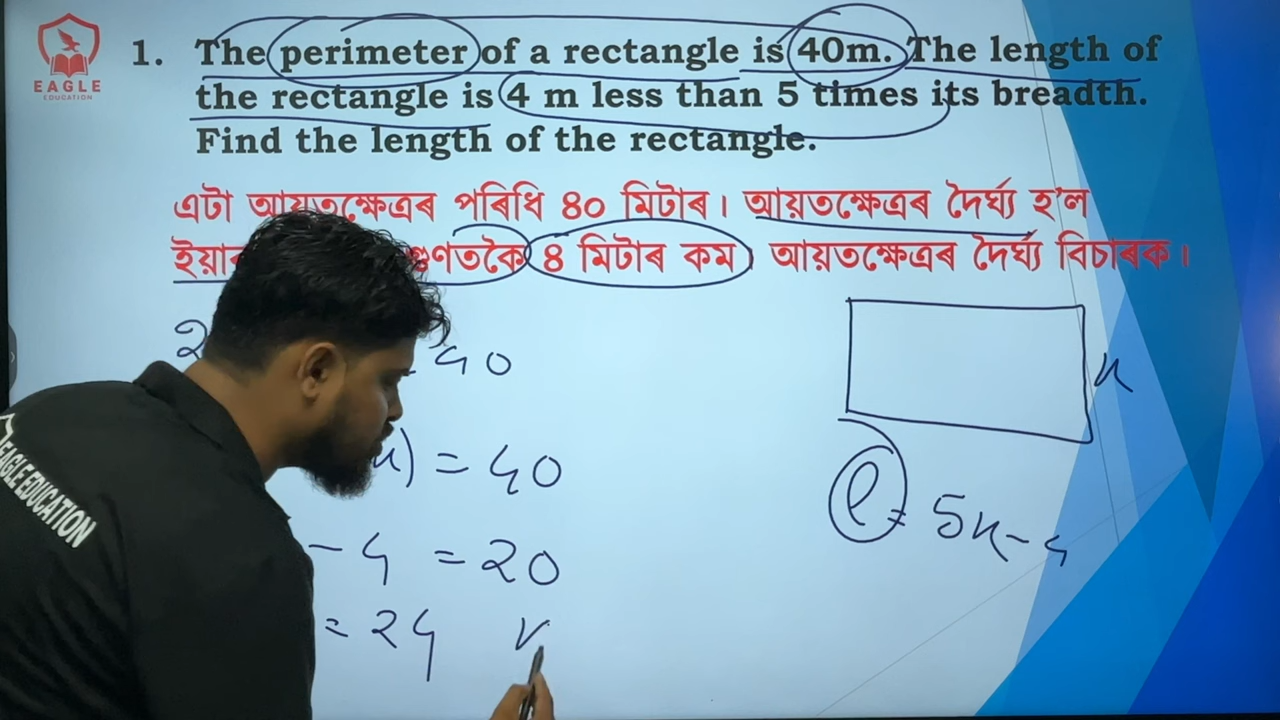 EAGLE
EDUCATION
1. The perimeter of a rectangle is 40m. The length of
the rectangle is 4 m less than 5 times its breadth.
Find the length of the rectangle.
এটা আয়তক্ষেত্ৰৰ পৰিধি ৪০ মিটাৰ। আয়তক্ষেত্ৰৰ দৈৰ্ঘ্য হ'ল
৪ মিটাৰ কম। আয়তক্ষেত্ৰৰ দৈৰ্ঘ্য বিচাৰক।
2 40
x) = 40
- 4 = 20
= 24
x
l = 5x - 4
EAGLE EDUCATION